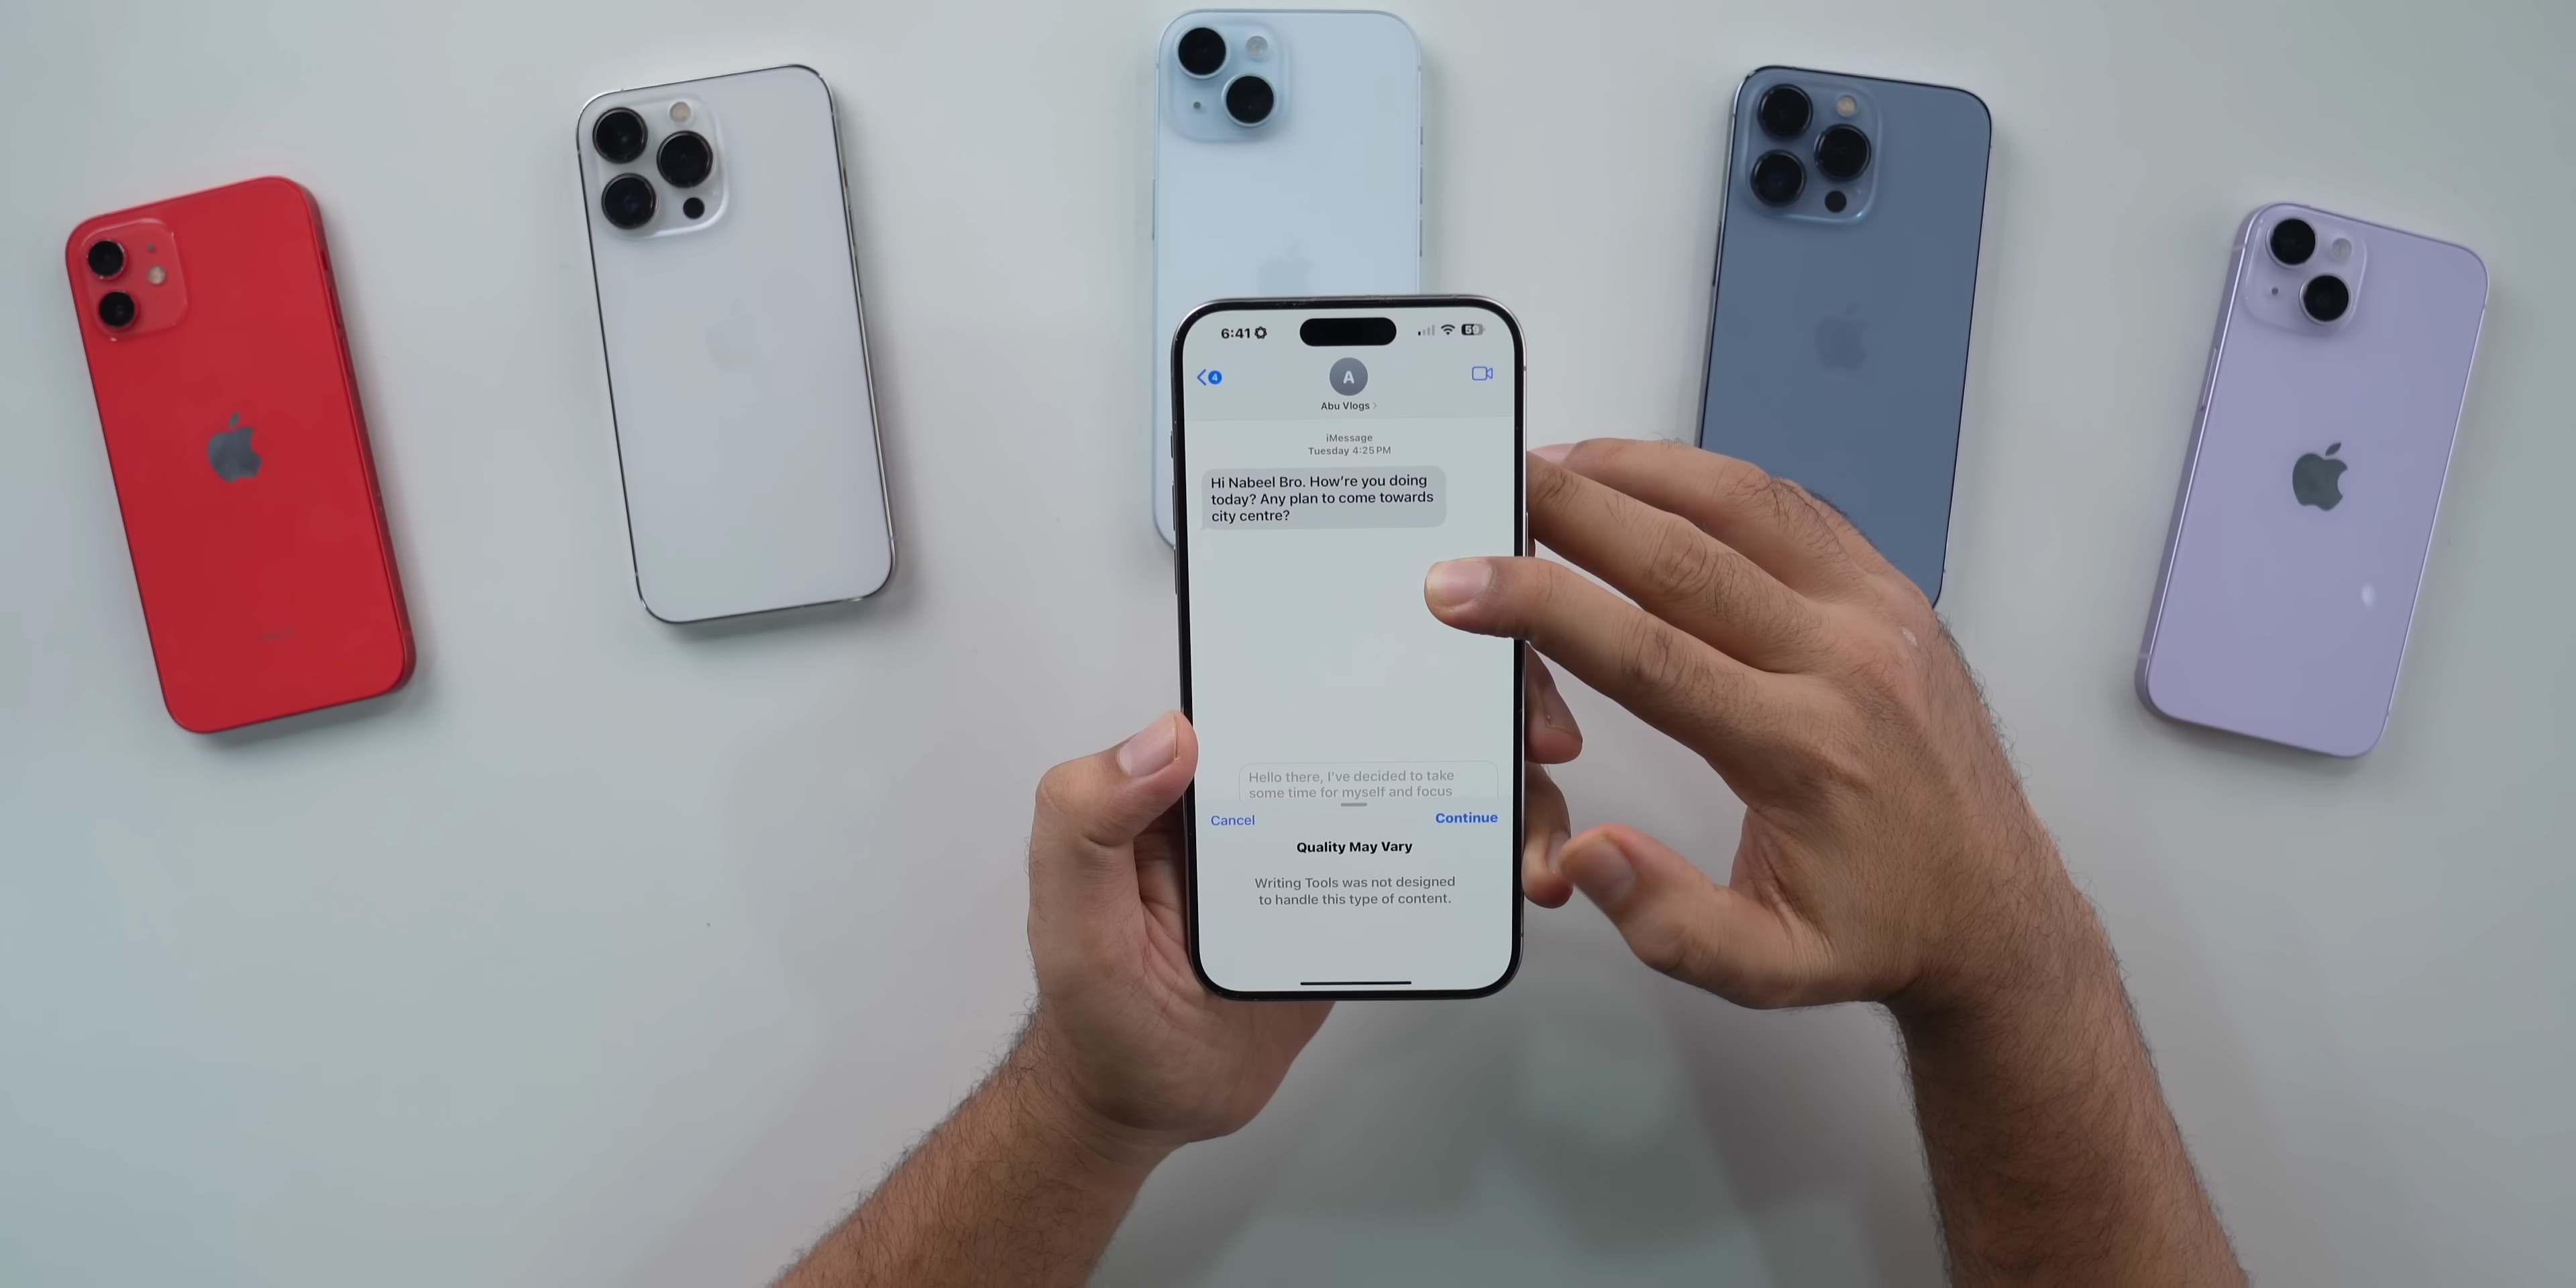 6:41
50
4
A
Abu Vlogs
iMessage
Tuesday 4:25 PM
Hi Nabeel Bro. How're you doing
today? Any plan to come towards
city centre?
Hello there, I've decided to take
some time for myself and focus
Cancel
Continue
Quality May Vary
Writing Tools was not designed
to handle this type of content.